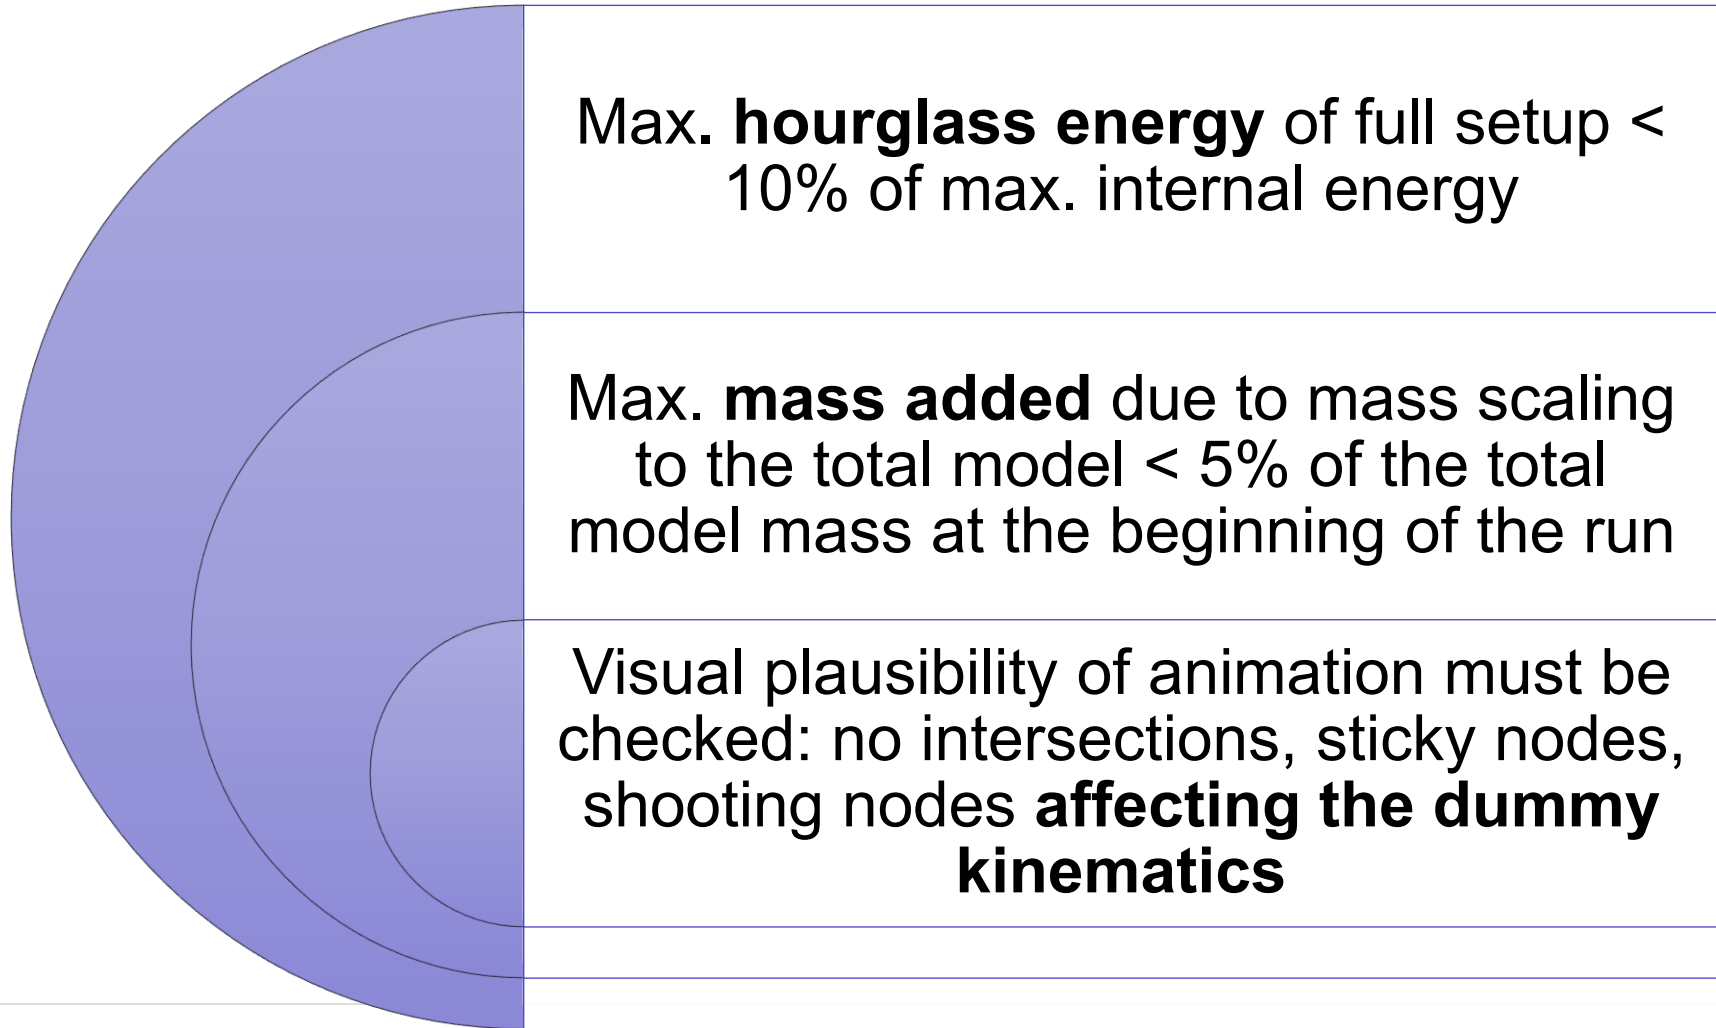 Max. hourglass energy of full setup <
10% of max. internal energy
Max. mass added due to mass scaling
to the total model < 5% of the total
model mass at the beginning of the run
Visual plausibility of animation must be
checked: no intersections, sticky nodes,
shooting nodes affecting the dummy
kinematics